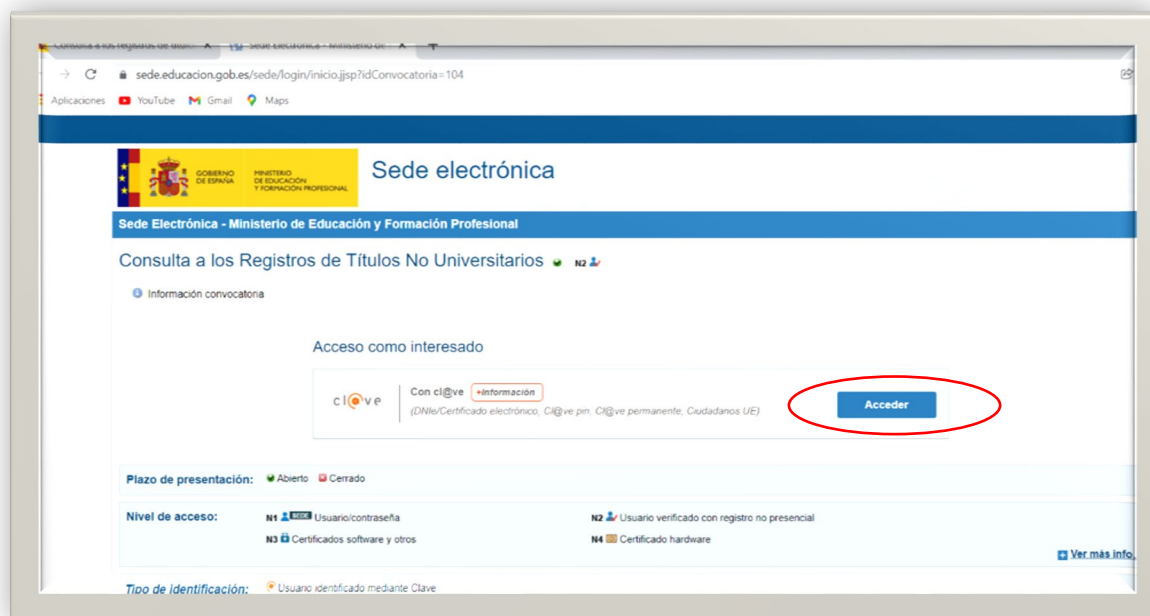 Consulta a los registros de título
Sede Electrónica - Ministerio de
sede.educacion.gob.es/sede/login/inicio.jjsp?idConvocatoria=104
Aplicaciones YouTube Gmail Maps
GOBIERNO DE ESPAÑA
MINISTERIO DE EDUCACIÓN Y FORMACIÓN PROFESIONAL
Sede electrónica
Sede Electrónica - Ministerio de Educación y Formación Profesional
Consulta a los Registros de Títulos No Universitarios N2
Información convocatoria
Acceso como interesado
cl@ve
Con cl@ve +Información
(DNIe/Certificado electrónico, Cl@ve pin, Cl@ve permanente, Ciudadanos UE)
Acceder
Plazo de presentación: Abierto Cerrado
Nivel de acceso: N1 SEDE Usuario/contraseña N2 Usuario verificado con registro no presencial
N3 Certificados software y otros N4 Certificado hardware
Ver más info.
Tipo de identificación: Usuario identificado mediante Clave